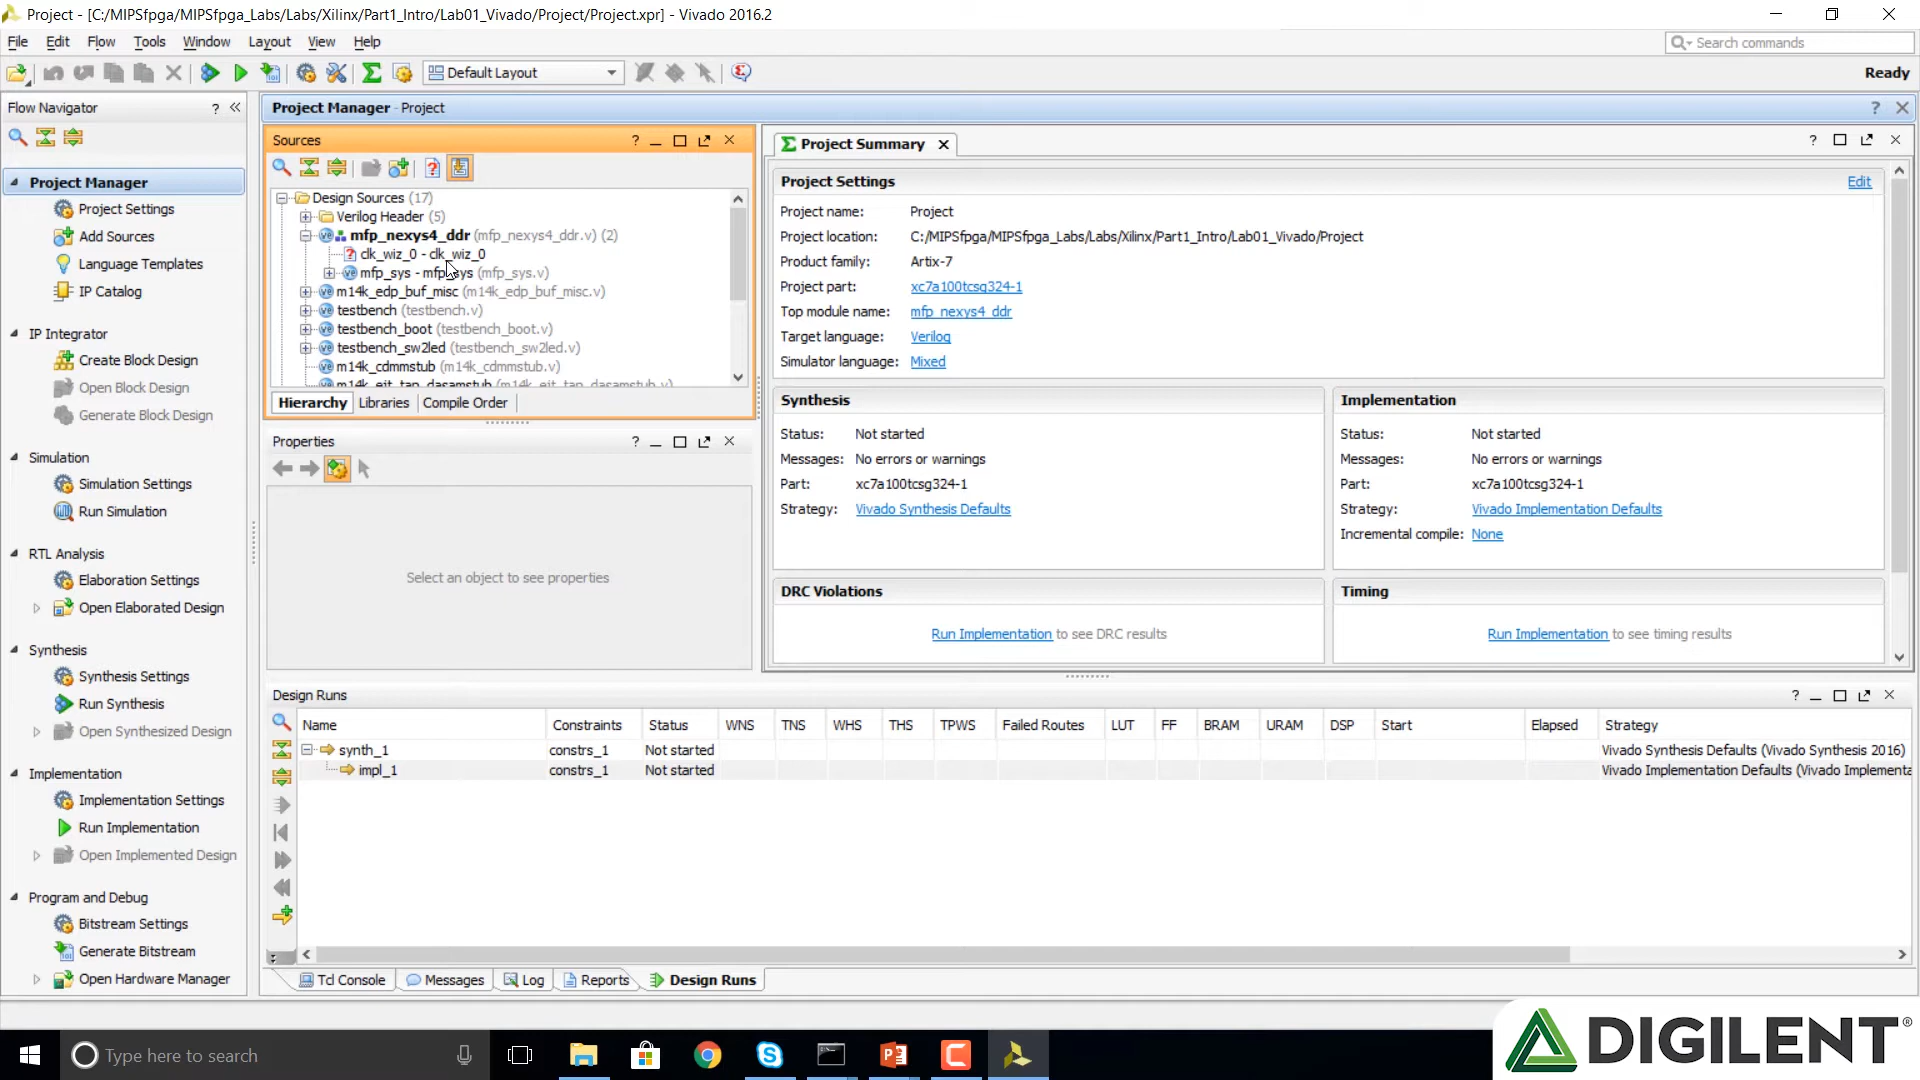 Project - [C:/MIPSfpga/MIPSfpga_Labs/Labs/Xilinx/Part1_Intro/Lab01_Vivado/Project/Project.xpr] - Vivado 2016.2
File Edit Flow Tools Window Layout View Help
Search commands
Default Layout
Ready
Flow Navigator
Project Manager - Project
Project Manager
Project Settings
Add Sources
Language Templates
IP Catalog
IP Integrator
Create Block Design
Open Block Design
Generate Block Design
Simulation
Simulation Settings
Run Simulation
RTL Analysis
Elaboration Settings
Open Elaborated Design
Synthesis
Synthesis Settings
Run Synthesis
Open Synthesized Design
Implementation
Implementation Settings
Run Implementation
Open Implemented Design
Program and Debug
Bitstream Settings
Generate Bitstream
Open Hardware Manager
Sources
Design Sources (17)
Verilog Header (5)
mfp_nexys4_ddr (mfp_nexys4_ddr.v) (2)
clk_wiz_0 - clk_wiz_0
mfp_sys - mfp_sys (mfp_sys.v)
m14k_edp_buf_misc (m14k_edp_buf_misc.v)
testbench (testbench.v)
testbench_boot (testbench_boot.v)
testbench_sw2led (testbench_sw2led.v)
m14k_cdmmstub (m14k_cdmmstub.v)
m14k_ejt_tap_dasamstub (m14k_ejt_tap_dasamstub.v)
Hierarchy Libraries Compile Order
Properties
Select an object to see properties
Project Summary
Project Settings Edit
Project name: Project
Project location: C:/MIPSfpga/MIPSfpga_Labs/Labs/Xilinx/Part1_Intro/Lab01_Vivado/Project
Product family: Artix-7
Project part: xc7a100tcsg324-1
Top module name: mfp_nexys4_ddr
Target language: Verilog
Simulator language: Mixed
Synthesis
Status: Not started
Messages: No errors or warnings
Part: xc7a100tcsg324-1
Strategy: Vivado Synthesis Defaults
Implementation
Status: Not started
Messages: No errors or warnings
Part: xc7a100tcsg324-1
Strategy: Vivado Implementation Defaults
Incremental compile: None
DRC Violations
Run Implementation to see DRC results
Timing
Run Implementation to see timing results
Design Runs
Name Constraints Status WNS TNS WHS THS TPWS Failed Routes LUT FF BRAM URAM DSP Start Elapsed Strategy
synth_1 constrs_1 Not started Vivado Synthesis Defaults (Vivado Synthesis 2016)
impl_1 constrs_1 Not started Vivado Implementation Defaults (Vivado Implementa
Tcl Console Messages Log Reports Design Runs
Type here to search
DIGILENT®